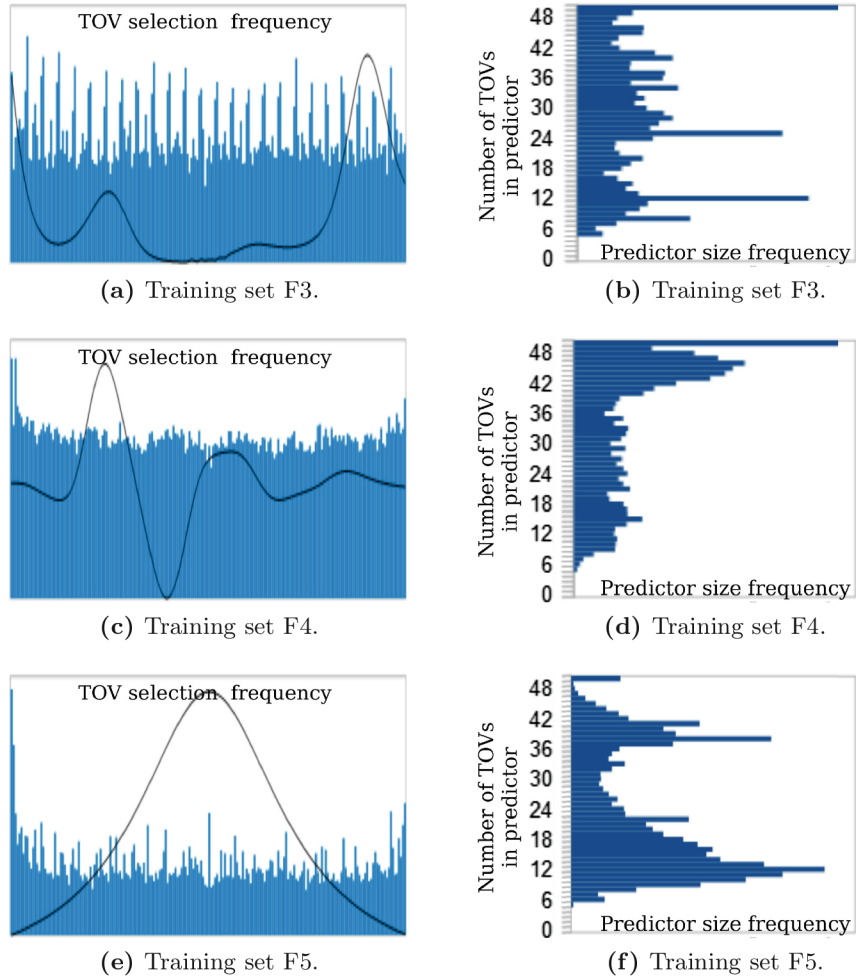 TOV selection frequency
(a) Training set F3.
Number of TOVs
in predictor
48
42
36
30
24
18
12
6
0
Predictor size frequency
(b) Training set F3.
TOV selection frequency
(c) Training set F4.
Number of TOVs
in predictor
48
42
36
30
24
18
12
6
0
Predictor size frequency
(d) Training set F4.
TOV selection frequency
(e) Training set F5.
Number of TOVs
in predictor
48
42
36
30
24
18
12
6
0
Predictor size frequency
(f) Training set F5.